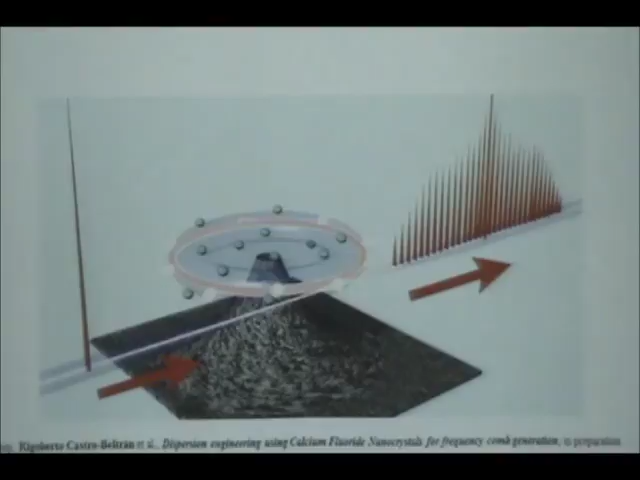 Rigoberto Castro-Beltrán et al., Dispersion engineering using Calcium Fluoride Nanocrystals for frequency comb generation, in preparation